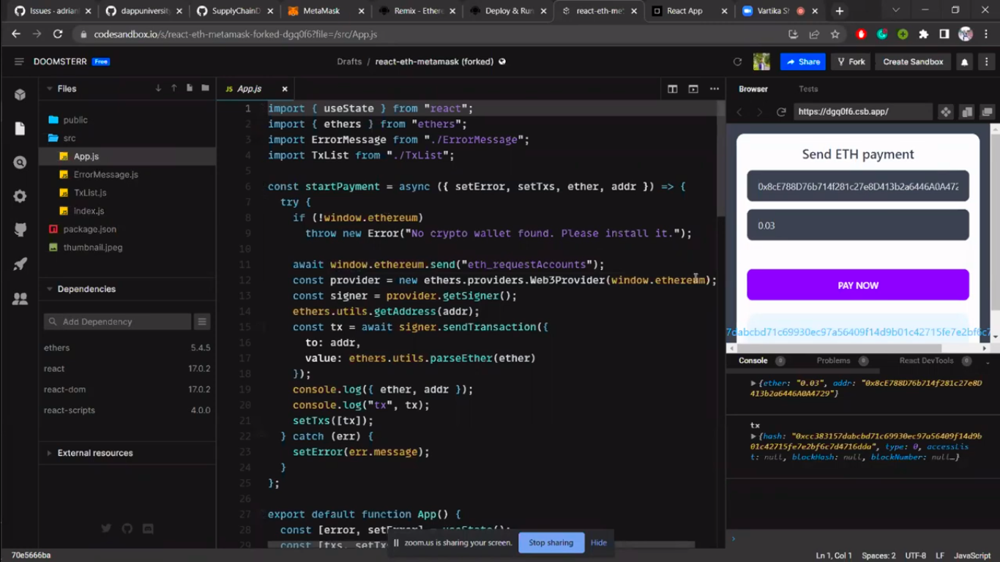 Issues · adrian
dappuniversity
SupplyChainD
MetaMask
Remix - Ethere
Deploy & Run
react-eth-met
React App
Vartika S
codesandbox.io/s/react-eth-metamask-forked-dgq0f6?file=/src/App.js
DOOMSTERR Free
Drafts / react-eth-metamask (forked)
Share Fork Create Sandbox
Files
public
src
App.js
ErrorMessage.js
TxList.js
index.js
package.json
thumbnail.jpeg
Dependencies
Add Dependency
ethers 5.4.5
react 17.0.2
react-dom 17.0.2
react-scripts 4.0.0
External resources
JS App.js
1 import { useState } from "react";
2 import { ethers } from "ethers";
3 import ErrorMessage from "./ErrorMessage";
4 import TxList from "./TxList";
5
6 const startPayment = async ({ setError, setTxs, ether, addr }) => {
7 try {
8 if (!window.ethereum)
9 throw new Error("No crypto wallet found. Please install it.");
10
11 await window.ethereum.send("eth_requestAccounts");
12 const provider = new ethers.providers.Web3Provider(window.ethereum);
13 const signer = provider.getSigner();
14 ethers.utils.getAddress(addr);
15 const tx = await signer.sendTransaction({
16 to: addr,
17 value: ethers.utils.parseEther(ether)
18 });
19 console.log({ ether, addr });
20 console.log("tx", tx);
21 setTxs([tx]);
22 } catch (err) {
23 setError(err.message);
24 }
25 };
26
27 export default function App() {
28 const [error, setError] = useState();
29 const [txs, setTx
Browser Tests
https://dgq0f6.csb.app/
Send ETH payment
0x8cE788D76b714f281c27e8D413b2a6446A0A472
0.03
PAY NOW
7dabcbd71c69930ec97a56409f14d9b01c42715fe7e2bf6c7
Console 0 Problems 0 React DevTools 0
{ether: "0.03", addr: "0x8cE788D76b714f281c27e8D
413b2a6446A0A4729"}
tx
{hash: "0xcc383157dabcbd71c69930ec97a56409f14d9b
01c42715fe7e2bf6c7d4716dda", type: 0, accessLis
t: null, blockHash: null, blockNumber: null…}
zoom.us is sharing your screen. Stop sharing Hide
70e5666ba
Ln 1, Col 1 Spaces: 2 UTF-8 LF JavaScript